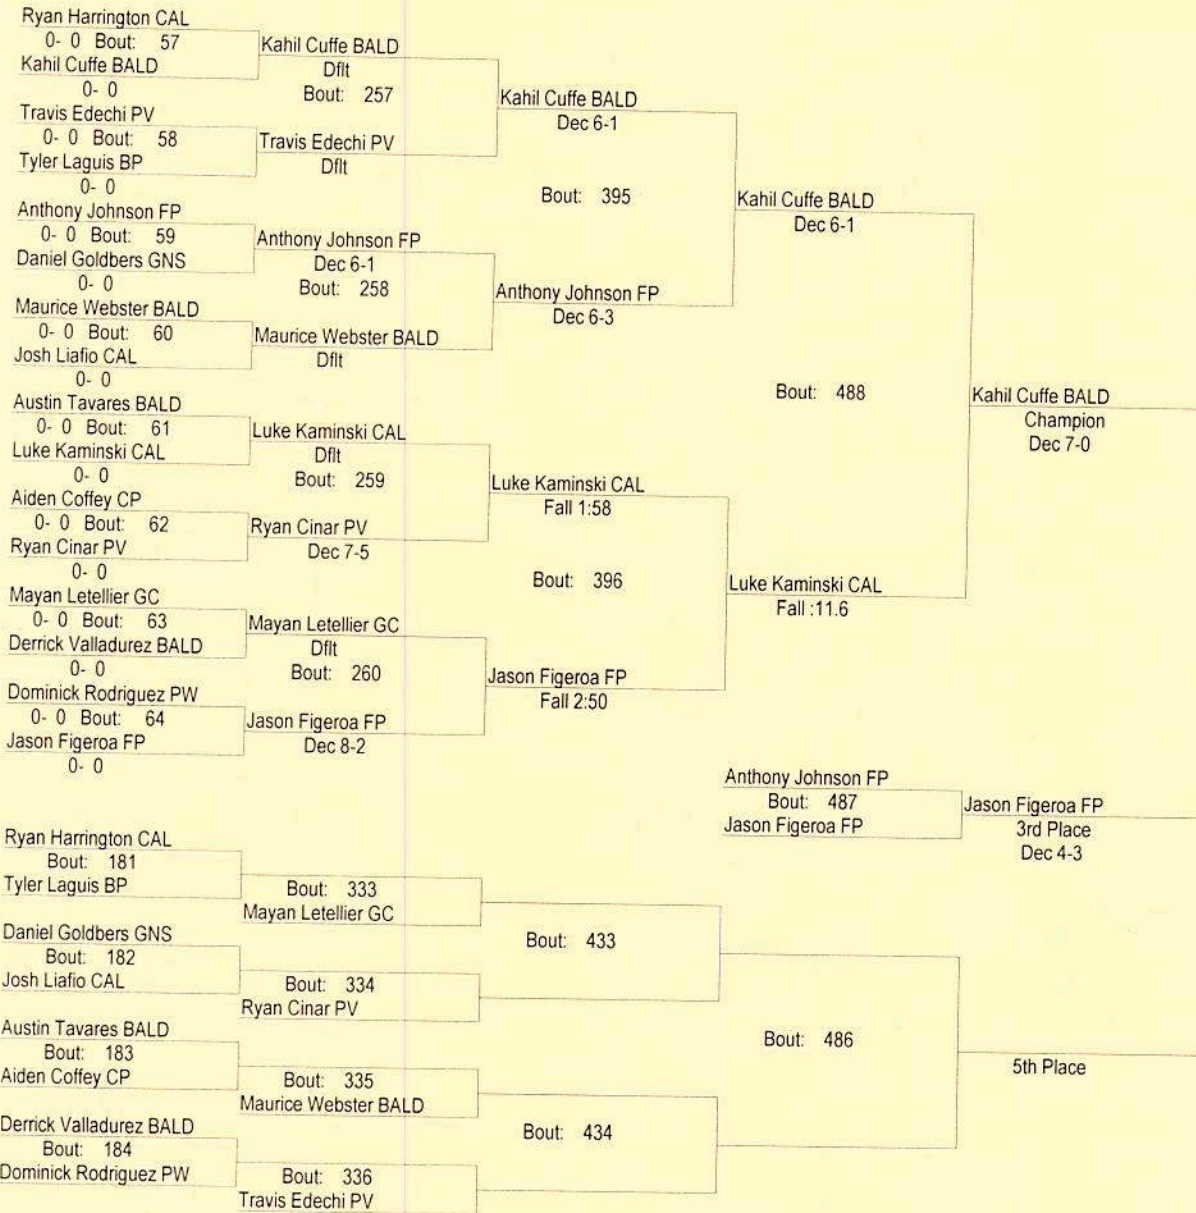 Ryan Harrington CAL
0- 0 Bout: 57
Kahil Cuffe BALD
0- 0
Travis Edechi PV
0- 0 Bout: 58
Tyler Laguis BP
0- 0
Anthony Johnson FP
0- 0 Bout: 59
Daniel Goldbers GNS
0- 0
Maurice Webster BALD
0- 0 Bout: 60
Josh Liafio CAL
0- 0
Austin Tavares BALD
0- 0 Bout: 61
Luke Kaminski CAL
0- 0
Aiden Coffey CP
0- 0 Bout: 62
Ryan Cinar PV
0- 0
Mayan Letellier GC
0- 0 Bout: 63
Derrick Valladurez BALD
0- 0
Dominick Rodriguez PW
0- 0 Bout: 64
Jason Figeroa FP
0- 0
Kahil Cuffe BALD
Dflt
Bout: 257
Travis Edechi PV
Dflt
Anthony Johnson FP
Dec 6-1
Bout: 258
Maurice Webster BALD
Dflt
Luke Kaminski CAL
Dflt
Bout: 259
Ryan Cinar PV
Dec 7-5
Mayan Letellier GC
Dflt
Bout: 260
Jason Figeroa FP
Dec 8-2
Kahil Cuffe BALD
Dec 6-1
Bout: 395
Anthony Johnson FP
Dec 6-3
Luke Kaminski CAL
Fall 1:58
Bout: 396
Jason Figeroa FP
Fall 2:50
Kahil Cuffe BALD
Dec 6-1
Bout: 488
Luke Kaminski CAL
Fall :11.6
Kahil Cuffe BALD
Champion
Dec 7-0
Anthony Johnson FP
Bout: 487
Jason Figeroa FP
Jason Figeroa FP
3rd Place
Dec 4-3
Ryan Harrington CAL
Bout: 181
Tyler Laguis BP
Daniel Goldbers GNS
Bout: 182
Josh Liafio CAL
Austin Tavares BALD
Bout: 183
Aiden Coffey CP
Derrick Valladurez BALD
Bout: 184
Dominick Rodriguez PW
Bout: 333
Mayan Letellier GC
Bout: 334
Ryan Cinar PV
Bout: 335
Maurice Webster BALD
Bout: 336
Travis Edechi PV
Bout: 433
Bout: 434
Bout: 486
5th Place